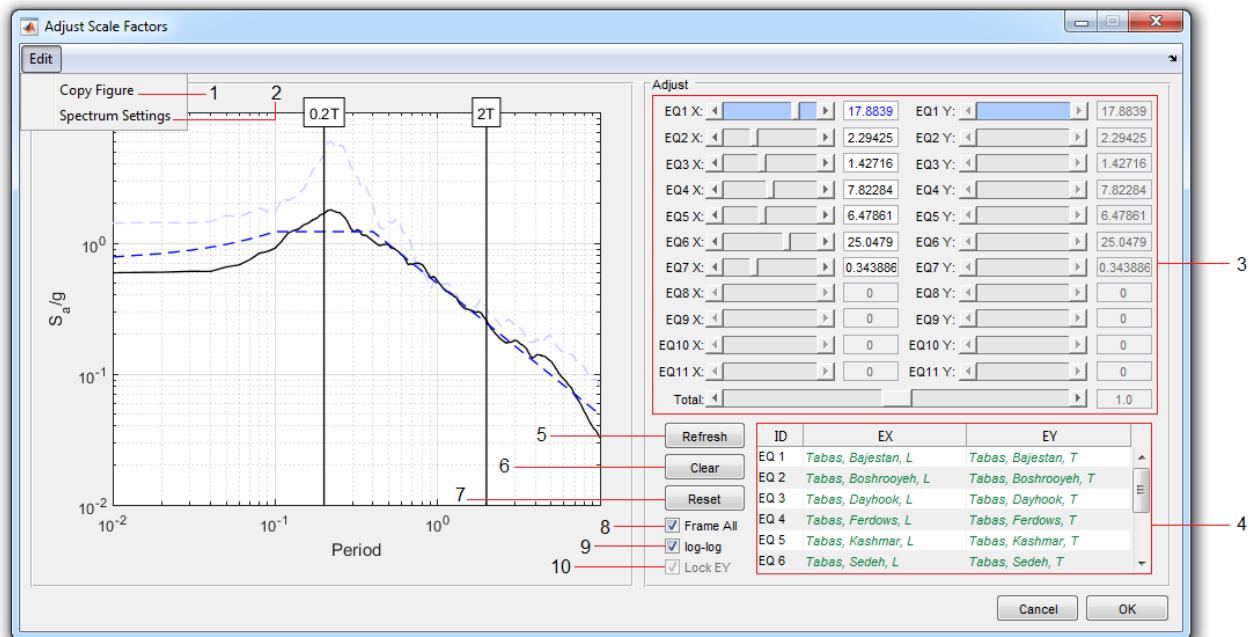 Adjust Scale Factors
Edit
Copy Figure 1
Spectrum Settings 2
0.2T 2T
10^0
10^-1
10^-2
S_a/g
10^-2 10^-1 10^0
Period
Adjust
EQ1 X: 17.8839 EQ1 Y: 17.8839
EQ2 X: 2.29425 EQ2 Y: 2.29425
EQ3 X: 1.42716 EQ3 Y: 1.42716
EQ4 X: 7.82284 EQ4 Y: 7.82284
EQ5 X: 6.47861 EQ5 Y: 6.47861
EQ6 X: 25.0479 EQ6 Y: 25.0479
EQ7 X: 0.343886 EQ7 Y: 0.343886
EQ8 X: 0 EQ8 Y: 0
EQ9 X: 0 EQ9 Y: 0
EQ10 X: 0 EQ10 Y: 0
EQ11 X: 0 EQ11 Y: 0
Total: 1.0
3
5 Refresh
6 Clear
7 Reset
8 Frame All
9 log-log
10 Lock EY
ID EX EY
EQ 1 Tabas, Bajestan, L Tabas, Bajestan, T
EQ 2 Tabas, Boshrooyeh, L Tabas, Boshrooyeh, T
EQ 3 Tabas, Dayhook, L Tabas, Dayhook, T
EQ 4 Tabas, Ferdows, L Tabas, Ferdows, T
EQ 5 Tabas, Kashmar, L Tabas, Kashmar, T
EQ 6 Tabas, Sedeh, L Tabas, Sedeh, T
4
Cancel OK